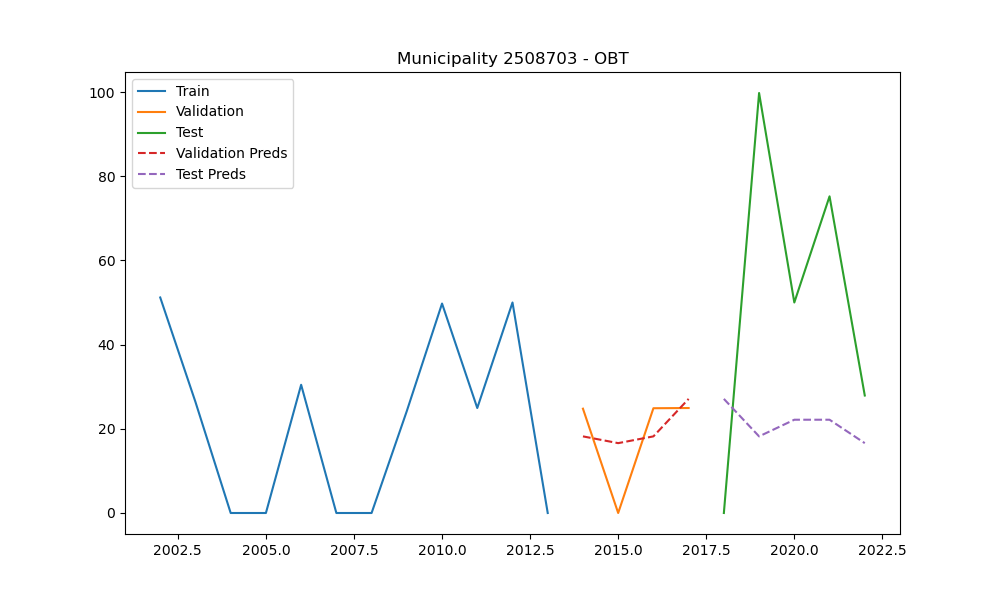 Municipality 2508703 - OBT
Train
Validation
Test
Validation Preds
Test Preds
100
80
60
40
20
0
2002.5 2005.0 2007.5 2010.0 2012.5 2015.0 2017.5 2020.0 2022.5